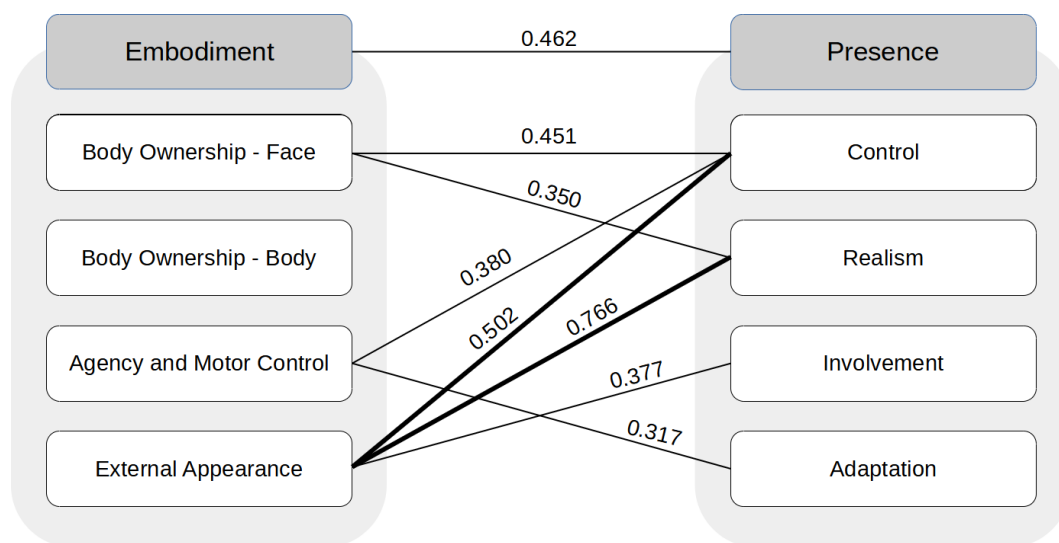 Embodiment
0.462
Presence
Body Ownership - Face
0.451
Control
0.350
Body Ownership - Body
Realism
0.380
0.502
0.766
Agency and Motor Control
0.377
Involvement
0.317
External Appearance
Adaptation